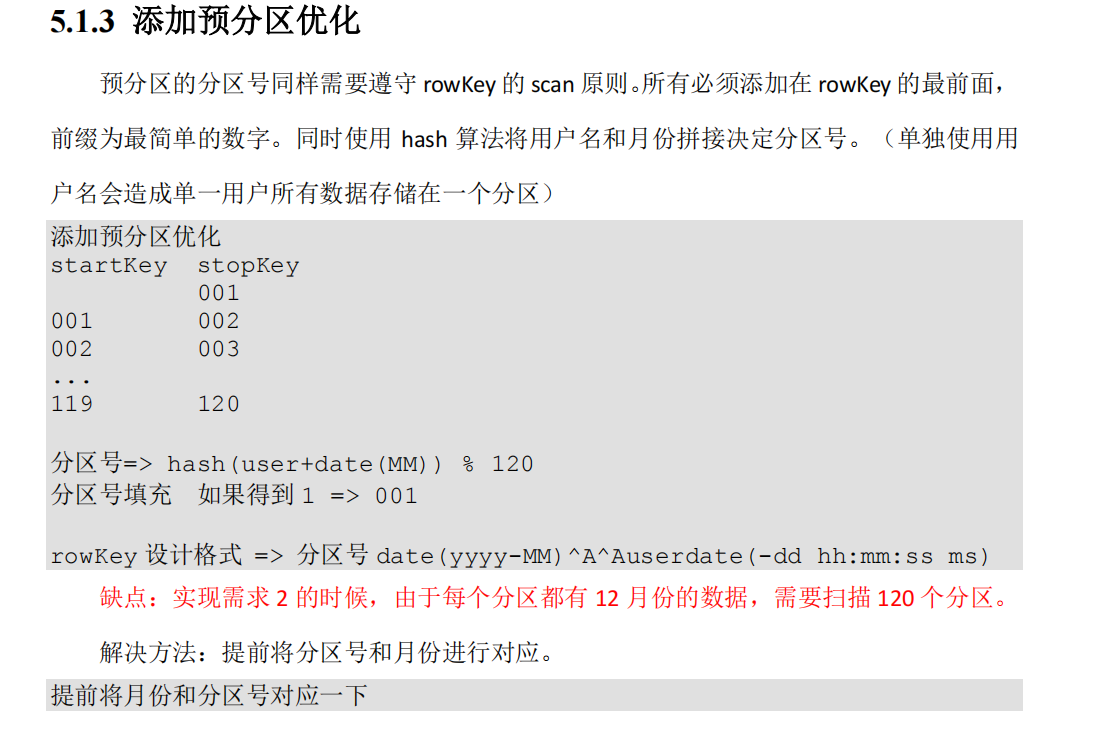 5.1.3 添加预分区优化
预分区的分区号同样需要遵守 rowKey 的 scan 原则。所有必须添加在 rowKey 的最前面，
前缀为最简单的数字。同时使用 hash 算法将用户名和月份拼接决定分区号。（单独使用用
户名会造成单一用户所有数据存储在一个分区）
添加预分区优化
startKey stopKey
001
001 002
002 003
...
119 120
分区号=> hash(user+date(MM)) % 120
分区号填充 如果得到 1 => 001
rowKey 设计格式 => 分区号 date(yyyy-MM)^A^Auserdate(-dd hh:mm:ss ms)
缺点：实现需求 2 的时候，由于每个分区都有 12 月份的数据，需要扫描 120 个分区。
解决方法：提前将分区号和月份进行对应。
提前将月份和分区号对应一下